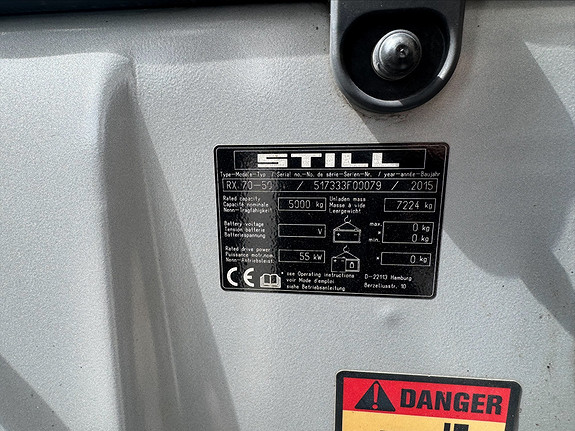 STILL
Type-Modele-Typ / Serial no.-No. de série-Serien-Nr. / year-année-Baujahr
RX 70-50 / 517333F00079 / 2015
Rated capacity
Capacité nominale
Nenn-Tragfähigkeit
5000 kg
Unladen mass
Masse à vide
Leergewicht
7224 kg
Battery voltage
Tension batterie
Batteriespannung
V
max. 0 kg
min. 0 kg
Rated drive power
Puissance motr.nom.
Nenn-Antriebsleist.
55 kW
* 0 kg
CE
* see Operating instructions
voir Mode d'emploi
siehe Betriebsanleitung
D-22113 Hamburg
Berzeliusstr. 10
DANGER